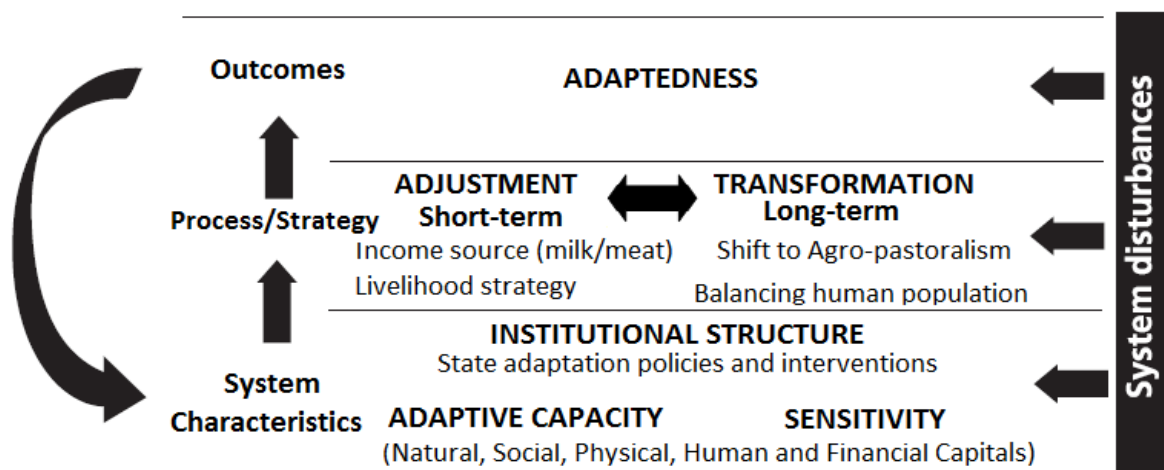 Outcomes
ADAPTEDNESS
Process/Strategy
ADJUSTMENT
Short-term
Income source (milk/meat)
Livelihood strategy
TRANSFORMATION
Long-term
Shift to Agro-pastoralism
Balancing human population
System
Characteristics
INSTITUTIONAL STRUCTURE
State adaptation policies and interventions
ADAPTIVE CAPACITY
SENSITIVITY
(Natural, Social, Physical, Human and Financial Capitals)
System disturbances